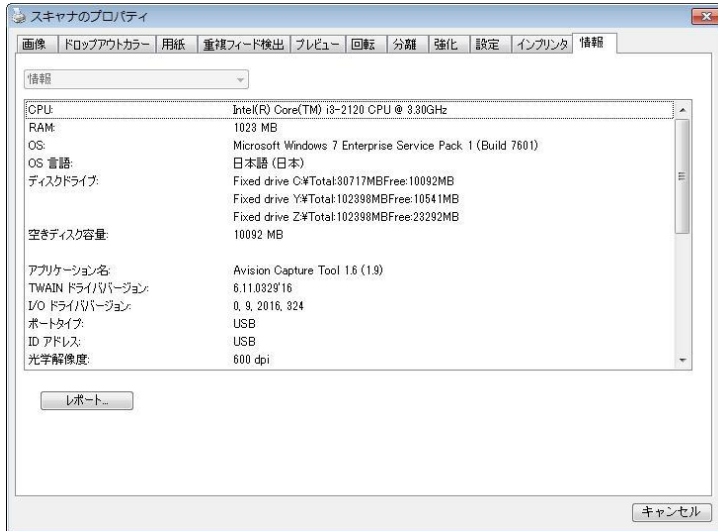 スキャナのプロパティ
画像 ドロップアウトカラー 用紙 重複フィード検出 プレビュー 回転 分離 強化 設定 インプリンタ 情報
情報
CPU: Intel(R) Core(TM) i3-2120 CPU @ 3.30GHz
RAM: 1023 MB
OS: Microsoft Windows 7 Enterprise Service Pack 1 (Build 7601)
OS 言語: 日本語 (日本)
ディスクドライブ: Fixed drive C:¥Total:30717MBFree:10092MB
Fixed drive Y:¥Total:102398MBFree:10541MB
Fixed drive Z:¥Total:102398MBFree:23292MB
空きディスク容量: 10092 MB
アプリケーション名: Avision Capture Tool 1.6 (1.9)
TWAIN ドライババージョン: 6.11.0329'16
I/O ドライババージョン: 0, 9, 2016, 324
ポートタイプ: USB
ID アドレス: USB
光学解像度: 600 dpi
レポート...
キャンセル